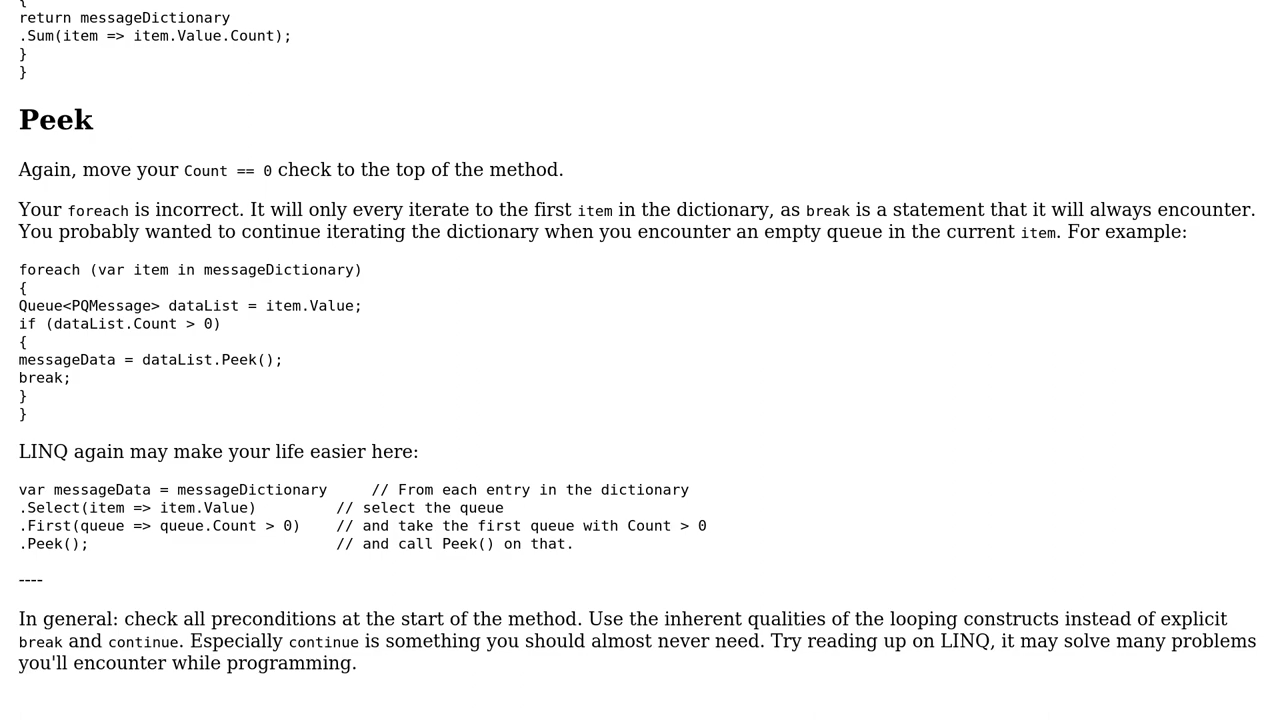 {
return messageDictionary
.Sum(item => item.Value.Count);
}
}
Peek
Again, move your Count == 0 check to the top of the method.
Your foreach is incorrect. It will only every iterate to the first item in the dictionary, as break is a statement that it will always encounter.
You probably wanted to continue iterating the dictionary when you encounter an empty queue in the current item. For example:
foreach (var item in messageDictionary)
{
Queue<PQMessage> dataList = item.Value;
if (dataList.Count > 0)
{
messageData = dataList.Peek();
break;
}
}
LINQ again may make your life easier here:
var messageData = messageDictionary     // From each entry in the dictionary
.Select(item => item.Value)         // select the queue
.First(queue => queue.Count > 0)    // and take the first queue with Count > 0
.Peek();                            // and call Peek() on that.
----
In general: check all preconditions at the start of the method. Use the inherent qualities of the looping constructs instead of explicit
break and continue. Especially continue is something you should almost never need. Try reading up on LINQ, it may solve many problems
you'll encounter while programming.